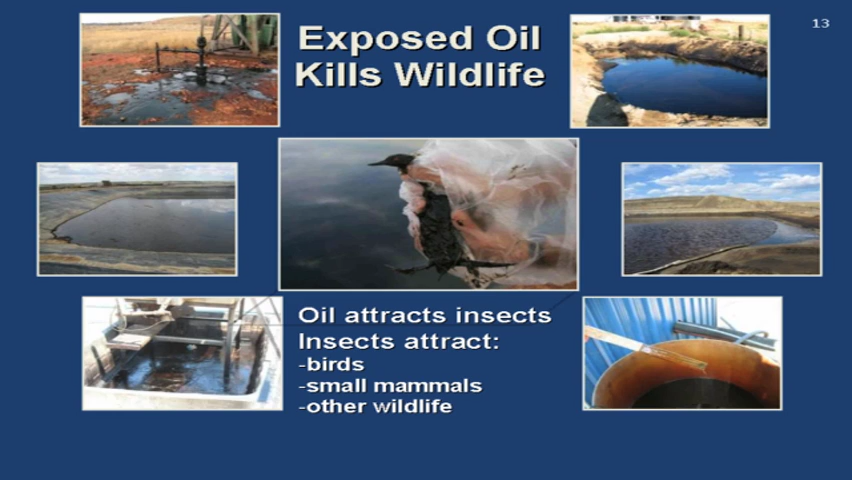 13
Exposed Oil
Kills Wildlife
Oil attracts insects
Insects attract:
-birds
-small mammals
-other wildlife